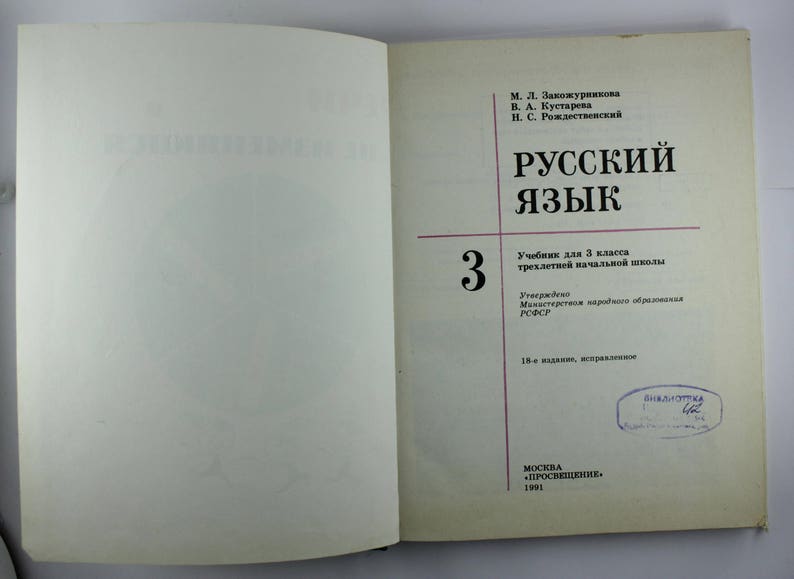 М. Л. Закожурникова
В. А. Кустарева
Н. С. Рождественский
РУССКИЙ
ЯЗЫК
3
Учебник для 3 класса
трехлетней начальной школы
Утверждено
Министерством народного образования
РСФСР
18-е издание, исправленное
БИБЛИОТЕКА
42
МОСКВА
«ПРОСВЕЩЕНИЕ»
1991